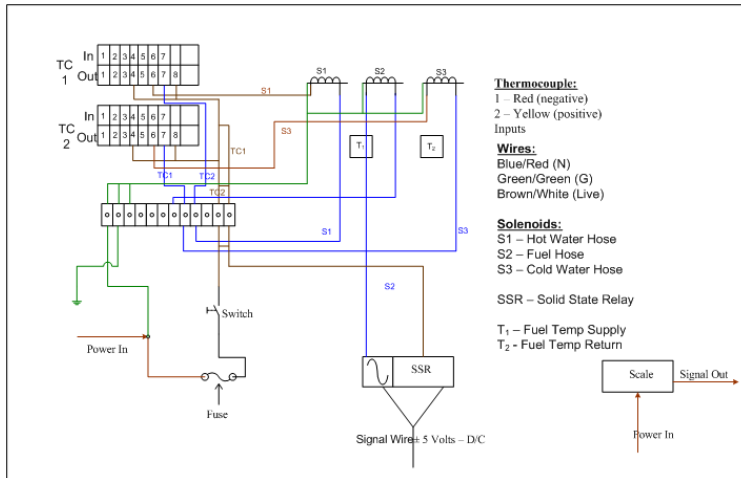 In 1 2 3 4 5 6 7
TC
1 Out 1 2 3 4 5 6 7 8
In 1 2 3 4 5 6 7
TC
2 Out 1 2 3 4 5 6 7 8
S1
S2
S3
S1
S3
TC1
TC1
TC2
TC2
T1
T2
S1
S3
S2
Switch
Power In
Fuse
SSR
Signal Wire± 5 Volts – D/C
Thermocouple:
1 – Red (negative)
2 – Yellow (positive)
Inputs
Wires:
Blue/Red (N)
Green/Green (G)
Brown/White (Live)
Solenoids:
S1 – Hot Water Hose
S2 – Fuel Hose
S3 – Cold Water Hose
SSR – Solid State Relay
T1 – Fuel Temp Supply
T2 - Fuel Temp Return
Scale
Signal Out
Power In